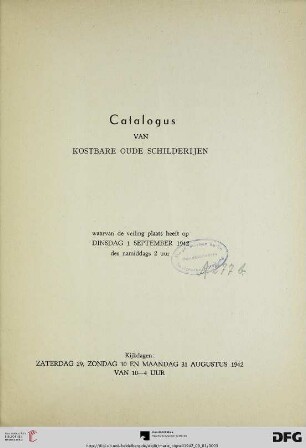 Catalogus
VAN
KOSTBARE OUDE SCHILDERIJEN
waarvan de veiling plaats heeft op
DINSDAG 1 SEPTEMBER 1942
des namiddags 2 uur
Kijkdagen:
ZATERDAG 29, ZONDAG 30 EN MAANDAG 31 AUGUSTUS 1942
VAN 10—4 UUR
DFG